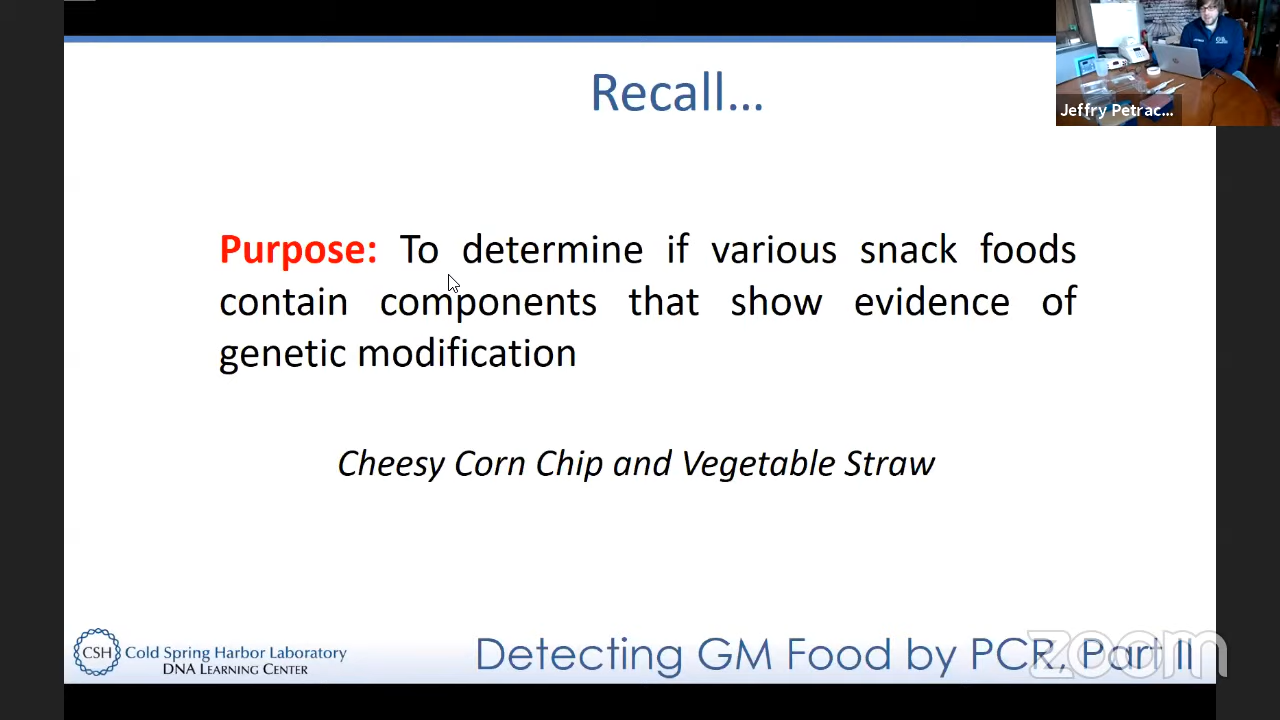 Recall...
Jeffry Petrac...
Purpose: To determine if various snack foods
contain components that show evidence of
genetic modification
Cheesy Corn Chip and Vegetable Straw
CSH Cold Spring Harbor Laboratory
DNA LEARNING CENTER
Detecting GM Food by PCR, Part II
zoom